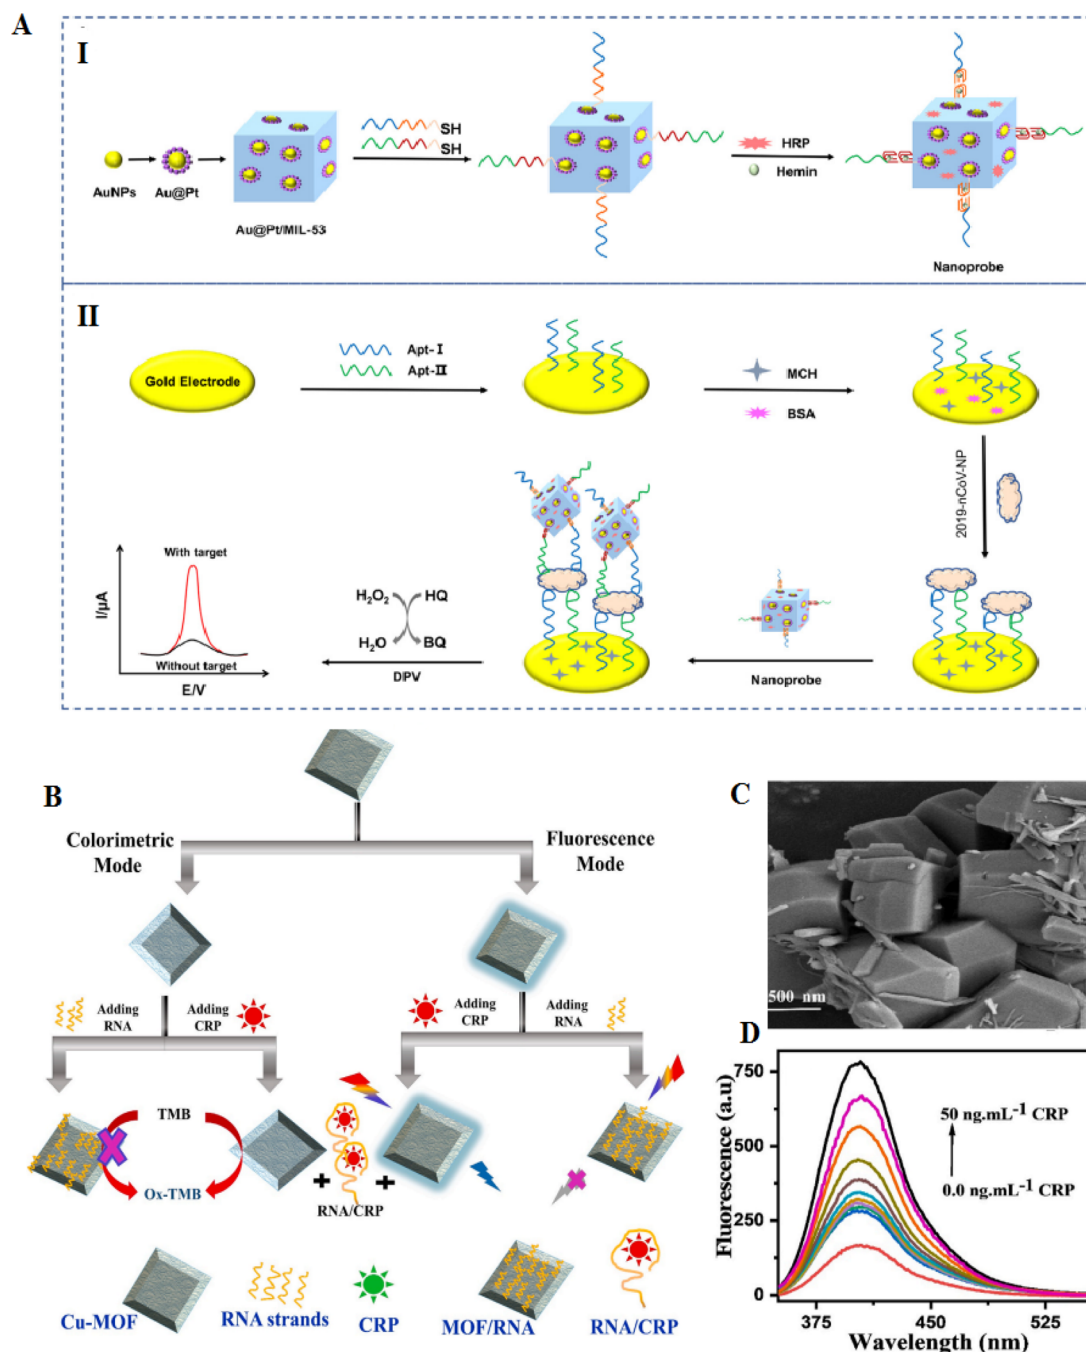 A
I
SH
SH
AuNPs
Au@Pt
Au@Pt/MIL-53
HRP
Hemin
Nanoprobe
II
Gold Electrode
Apt-I
Apt-II
MCH
BSA
2019-nCoV-NP
With target
I/μA
Without target
E/V
H2O2
HQ
H2O
BQ
DPV
Nanoprobe
B
Colorimetric
Mode
Fluorescence
Mode
Adding
RNA
Adding
CRP
Adding
CRP
Adding
RNA
TMB
Ox-TMB
RNA/CRP
Cu-MOF
RNA strands
CRP
MOF/RNA
RNA/CRP
C
500 nm
D
Fluorescence (a.u)
750
500
250
0
50 ng.mL⁻¹ CRP
0.0 ng.mL⁻¹ CRP
375
450
525
Wavelength (nm)